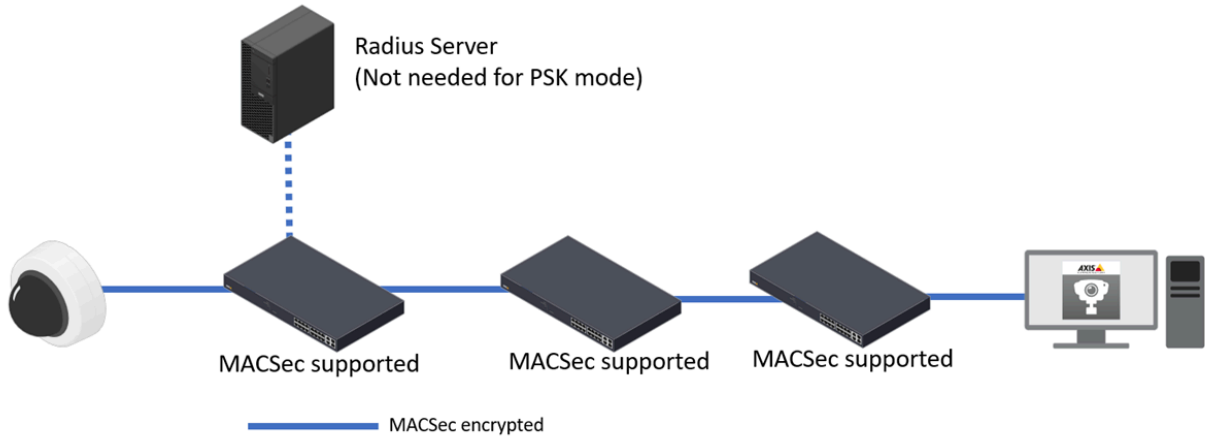 Radius Server
(Not needed for PSK mode)
AXIS
MACSec supported
MACSec supported
MACSec supported
MACSec encrypted